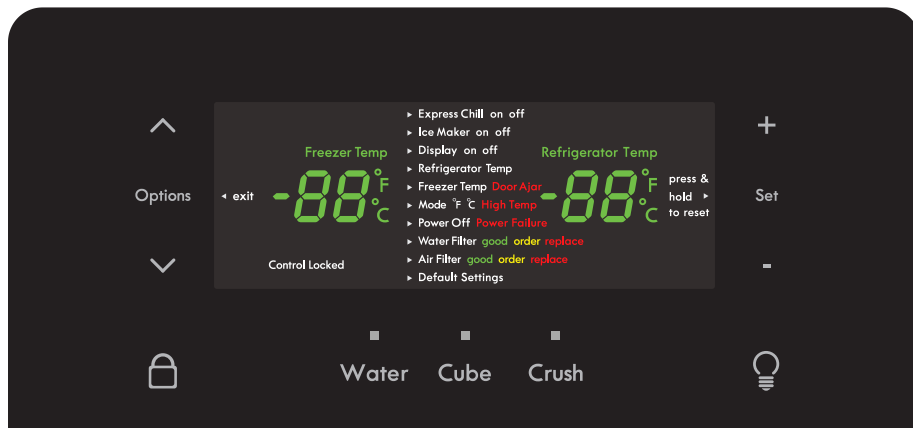 Express Chill on off
Ice Maker on off
Display on off
Refrigerator Temp
Freezer Temp Door Ajar
Mode °F °C High Temp
Power Off Power Failure
Water Filter good order replace
Air Filter good order replace
Default Settings
Freezer Temp
-88°F
°C
Refrigerator Temp
-88°F
°C
Options
exit
press &
hold
to reset
+
Set
-
Control Locked
Water Cube Crush